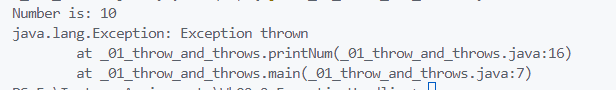 Number is: 10
java.lang.Exception: Exception thrown
at _01_throw_and_throws.printNum(_01_throw_and_throws.java:16)
at _01_throw_and_throws.main(_01_throw_and_throws.java:7)